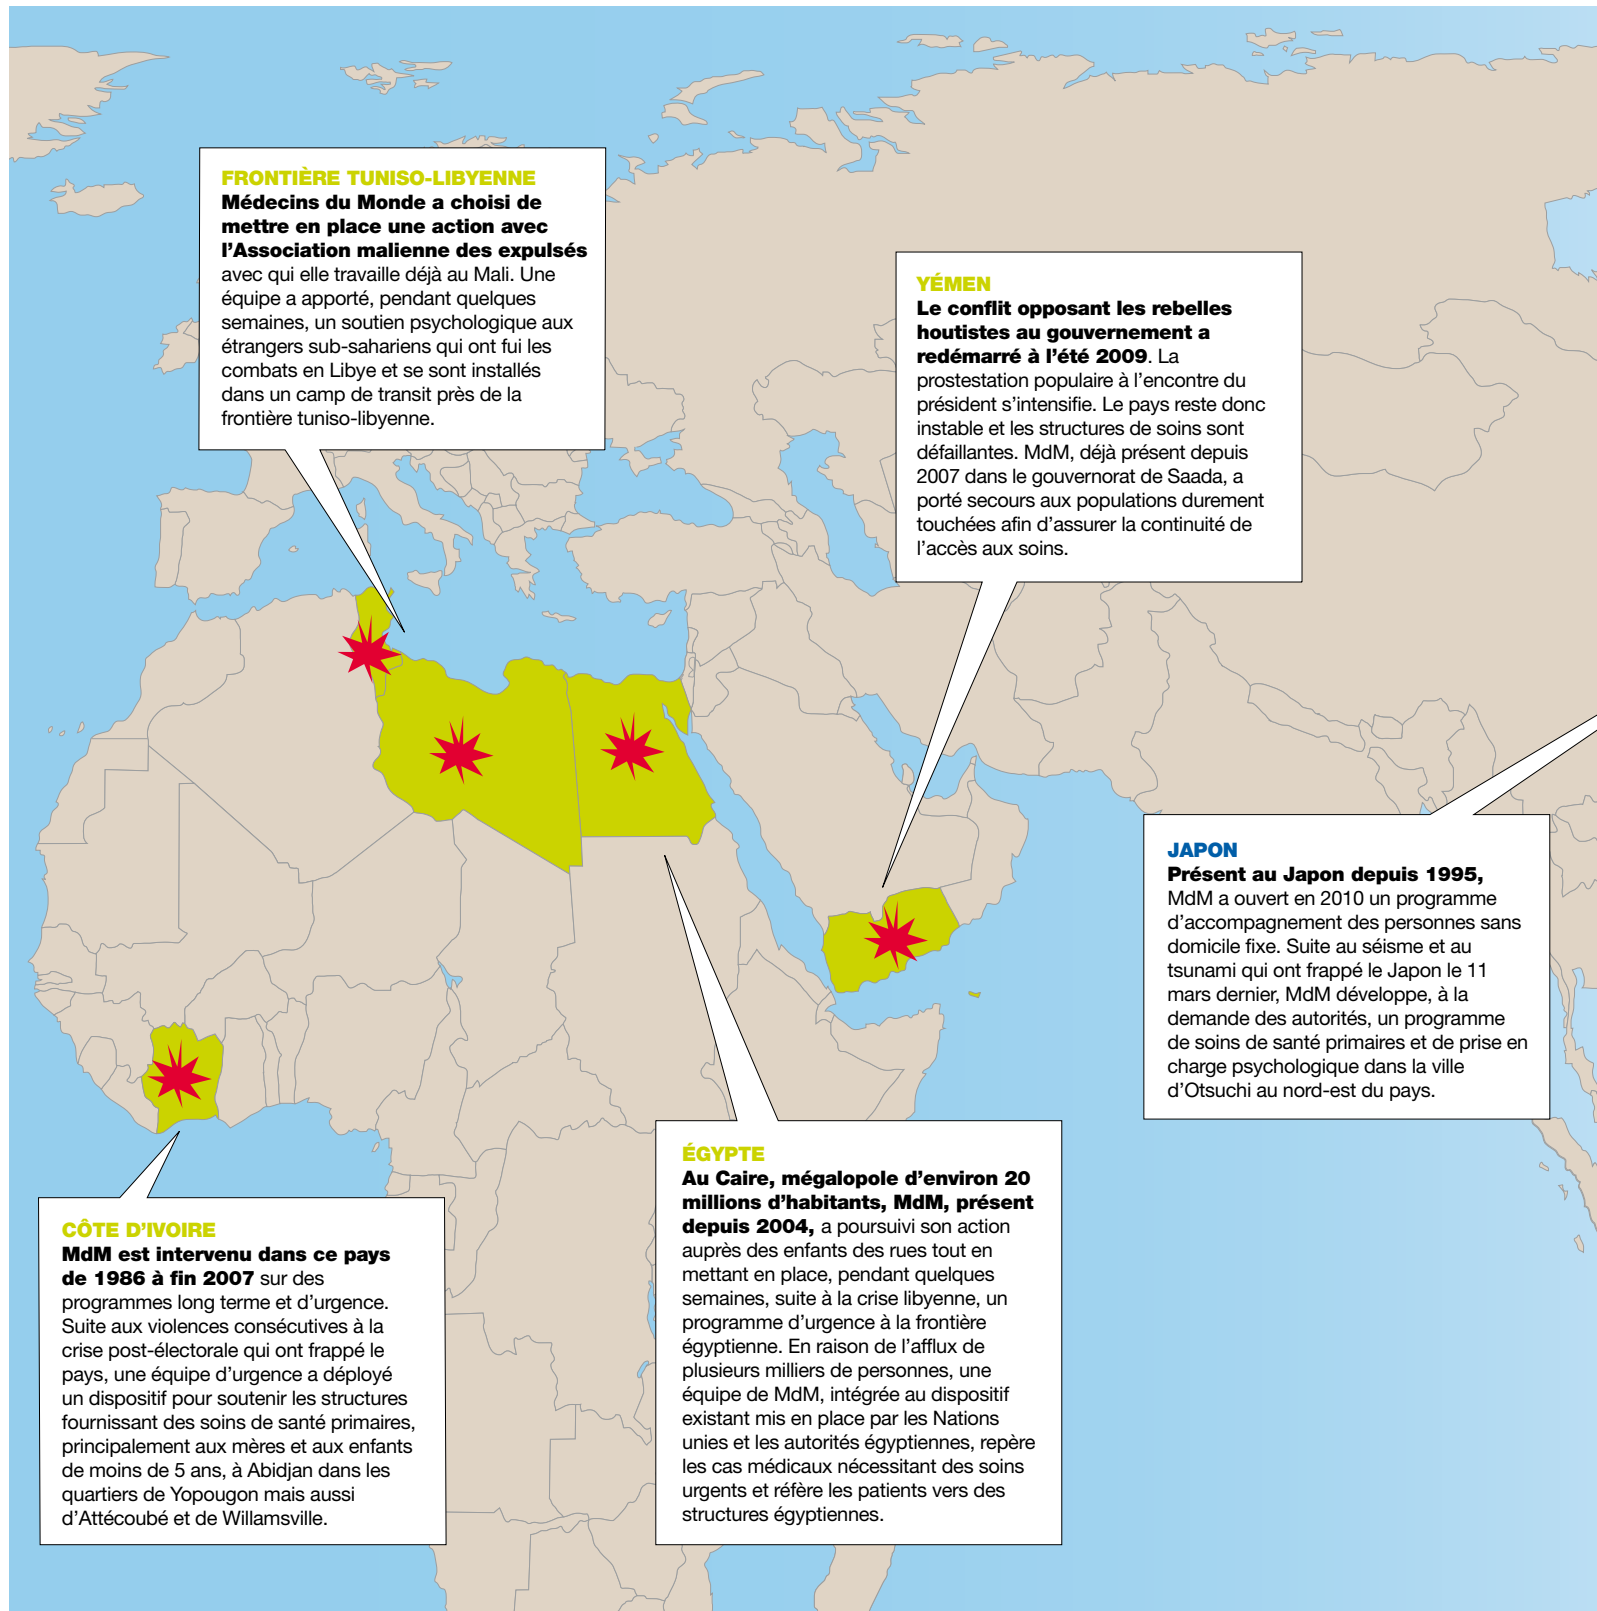 FRONTIÈRE TUNISO-LIBYENNE
Médecins du Monde a choisi de
mettre en place une action avec
l'Association malienne des expulsés
avec qui elle travaille déjà au Mali. Une
équipe a apporté, pendant quelques
semaines, un soutien psychologique aux
étrangers sub-sahariens qui ont fui les
combats en Libye et se sont installés
dans un camp de transit près de la
frontière tuniso-libyenne.
YÉMEN
Le conflit opposant les rebelles
houtistes au gouvernement a
redémarré à l'été 2009. La
prostestation populaire à l'encontre du
président s'intensifie. Le pays reste donc
instable et les structures de soins sont
défaillantes. MdM, déjà présent depuis
2007 dans le gouvernorat de Saada, a
porté secours aux populations durement
touchées afin d'assurer la continuité de
l'accès aux soins.
JAPON
Présent au Japon depuis 1995,
MdM a ouvert en 2010 un programme
d'accompagnement des personnes sans
domicile fixe. Suite au séisme et au
tsunami qui ont frappé le Japon le 11
mars dernier, MdM développe, à la
demande des autorités, un programme
de soins de santé primaires et de prise en
charge psychologique dans la ville
d'Otsuchi au nord-est du pays.
ÉGYPTE
Au Caire, mégalopole d'environ 20
millions d'habitants, MdM, présent
depuis 2004, a poursuivi son action
auprès des enfants des rues tout en
mettant en place, pendant quelques
semaines, suite à la crise libyenne, un
programme d'urgence à la frontière
égyptienne. En raison de l'afflux de
plusieurs milliers de personnes, une
équipe de MdM, intégrée au dispositif
existant mis en place par les Nations
unies et les autorités égyptiennes, repère
les cas médicaux nécessitant des soins
urgents et réfère les patients vers des
structures égyptiennes.
CÔTE D'IVOIRE
MdM est intervenu dans ce pays
de 1986 à fin 2007 sur des
programmes long terme et d'urgence.
Suite aux violences consécutives à la
crise post-électorale qui ont frappé le
pays, une équipe d'urgence a déployé
un dispositif pour soutenir les structures
fournissant des soins de santé primaires,
principalement aux mères et aux enfants
de moins de 5 ans, à Abidjan dans les
quartiers de Yopougon mais aussi
d'Attécoubé et de Willamsville.